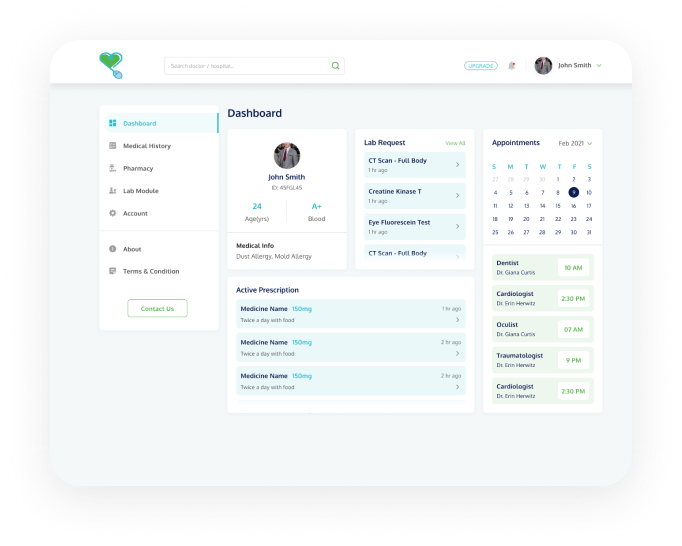 Search doctor / hospital..
UPGRADE
John Smith
Dashboard
Medical History
Pharmacy
Lab Module
Account
About
Terms & Condition
Contact Us
Dashboard
John Smith
ID: 45FGL45
24
Age(yrs)
A+
Blood
Medical Info
Dust Allergy, Mold Allergy
Lab Request View All
CT Scan - Full Body
1 hr ago
Creatine Kinase T
1 hr ago
Eye Fluorescein Test
1 hr ago
CT Scan - Full Body
Active Prescription
Medicine Name 150mg 1 hr ago
Twice a day with food
Medicine Name 150mg 2 hr ago
Twice a day with food
Medicine Name 150mg 2 hr ago
Twice a day with food
Appointments Feb 2021
S M T W T F S
27 28 29 30 1 2 3
4 5 6 7 8 9 10
11 12 13 14 15 16 17
18 19 20 21 22 23 24
25 26 27 28 29 30 31
Dentist
Dr. Giana Curtis
10 AM
Cardiologist
Dr. Erin Herwitz
2:30 PM
Oculist
Dr. Giana Curtis
07 AM
Traumatologist
Dr. Erin Herwitz
9 PM
Cardiologist
Dr. Erin Herwitz
2:30 PM